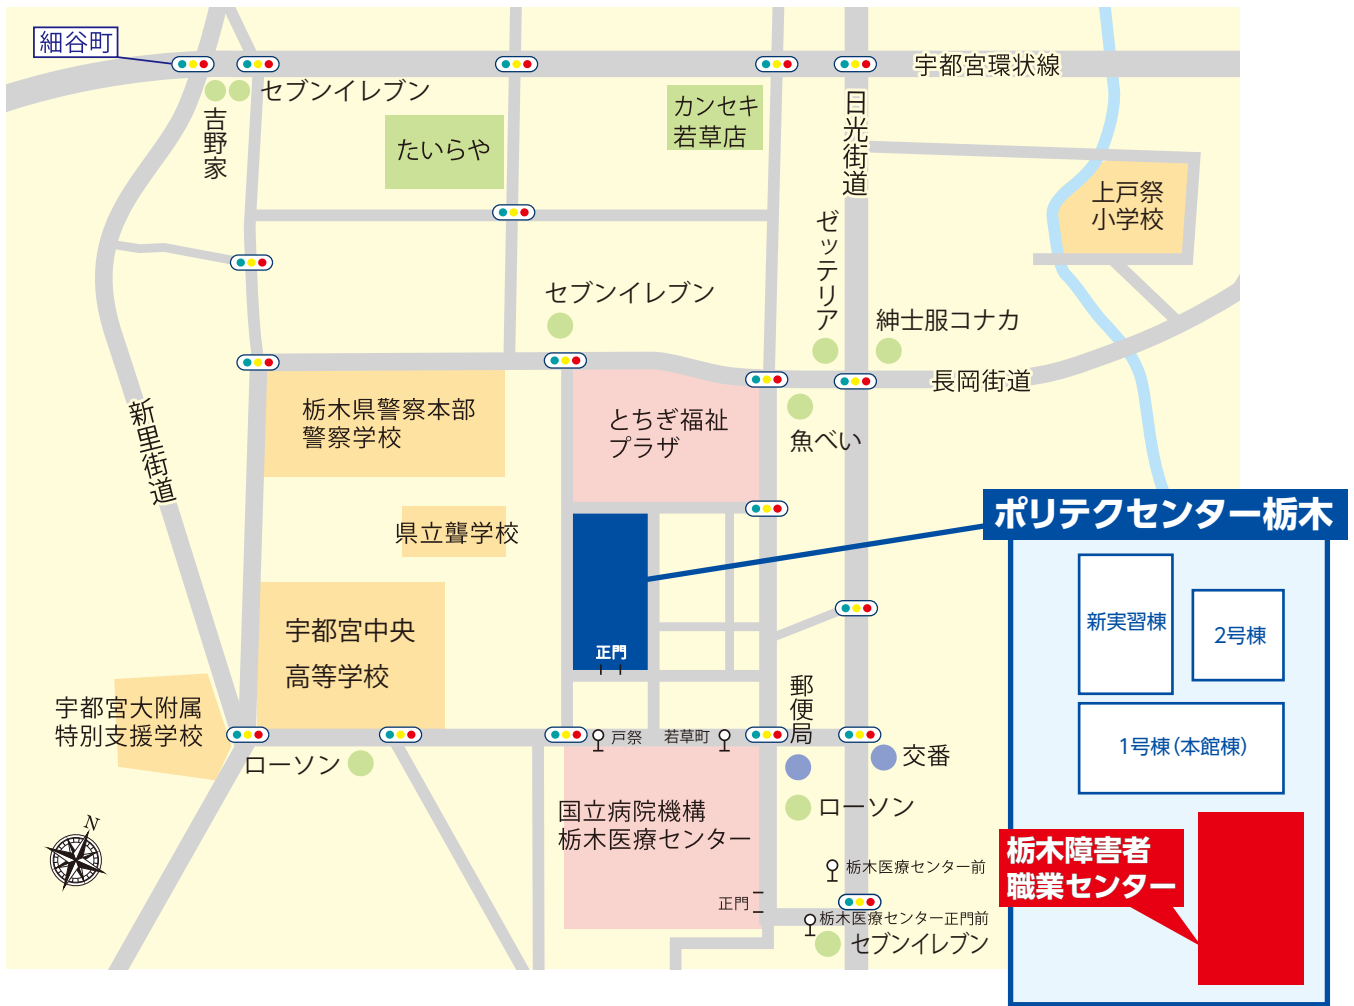 細谷町
宇都宮環状線
セブンイレブン
吉野家
たいらや
カンセキ
若草店
日光街道
上戸祭
小学校
ゼッテリア
セブンイレブン
紳士服コナカ
長岡街道
新里街道
栃木県警察本部
警察学校
とちぎ福祉
プラザ
魚べい
県立聾学校
ポリテクセンター栃木
新実習棟
2号棟
1号棟(本館棟)
栃木障害者
職業センター
正門
宇都宮中央
高等学校
宇都宮大附属
特別支援学校
ローソン
戸祭
若草町
郵便局
交番
国立病院機構
栃木医療センター
ローソン
栃木医療センター前
正門
栃木医療センター正門前
セブンイレブン
N